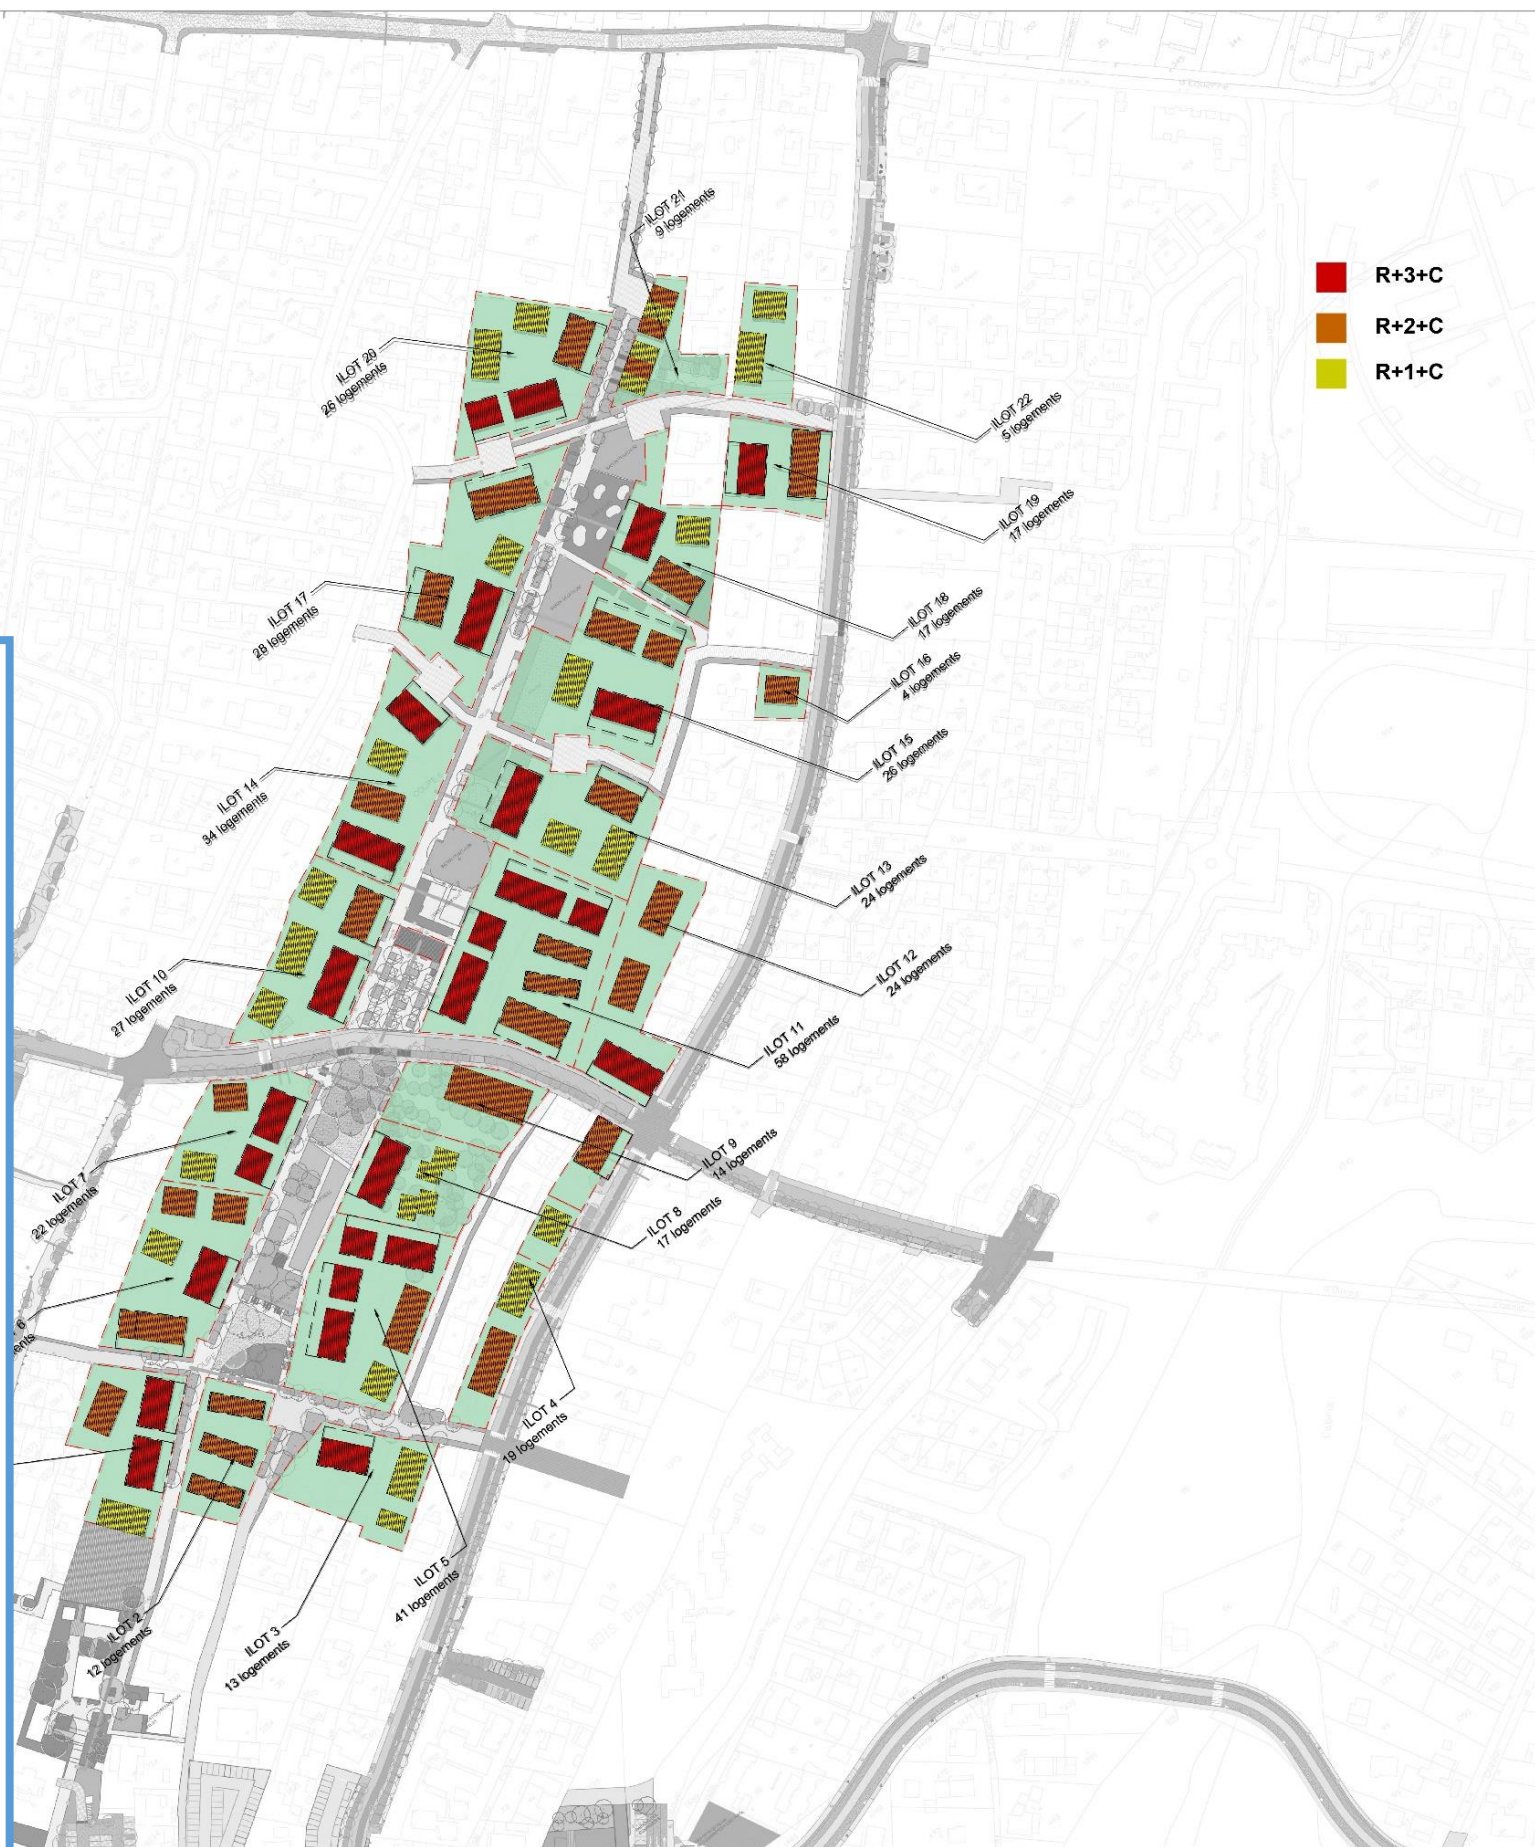 ILOT 21
9 logements
R+3+C
R+2+C
R+1+C
ILOT 20
26 logements
ILOT 22
5 logements
ILOT 19
17 logements
ILOT 17
28 logements
ILOT 18
17 logements
ILOT 16
4 logements
ILOT 15
26 logements
ILOT 14
34 logements
ILOT 13
24 logements
ILOT 12
24 logements
ILOT 10
27 logements
ILOT 11
58 logements
ILOT 9
14 logements
ILOT 7
22 logements
ILOT 8
17 logements
6
ILOT 4
19 logements
ILOT 5
41 logements
ILOT 2
12 logements
ILOT 3
13 logements